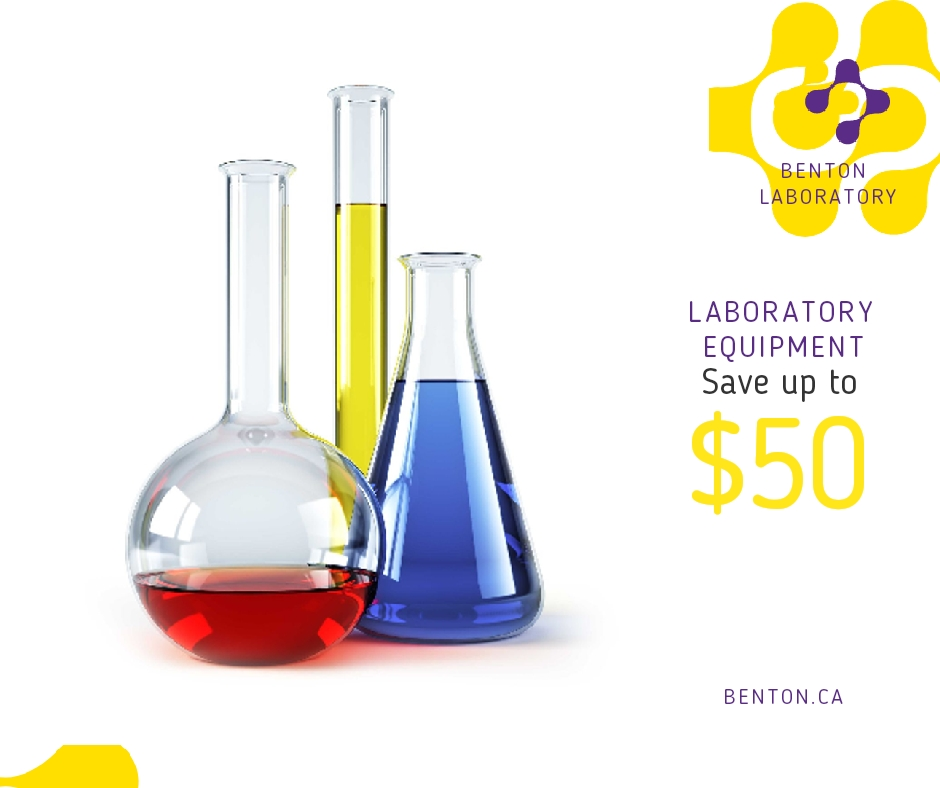 BENTON
LABORATORY
LABORATORY
EQUIPMENT
Save up to
$50
BENTON.CA